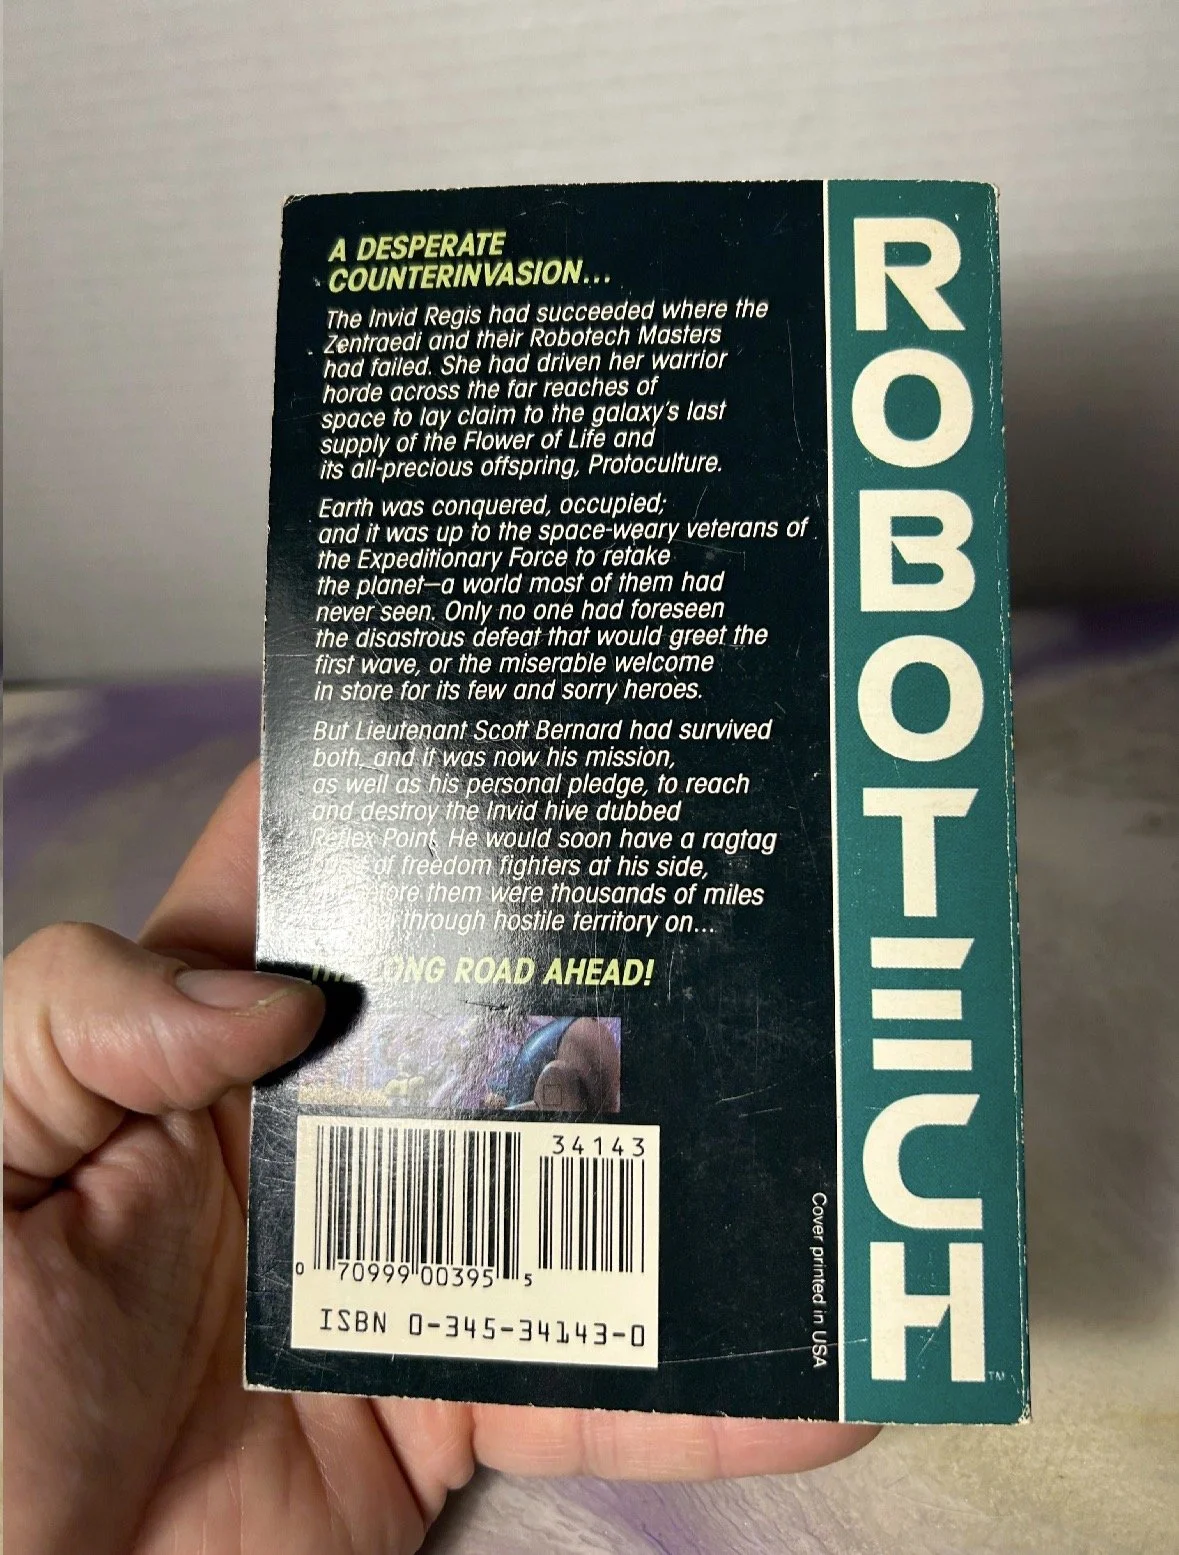 A DESPERATE
COUNTERINVASION...
The Invid Regis had succeeded where the
Zentraedi and their Robotech Masters
had failed. She had driven her warrior
horde across the far reaches of
space to lay claim to the galaxy's last
supply of the Flower of Life and
its all-precious offspring, Protoculture.
Earth was conquered, occupied;
and it was up to the space-weary veterans of
the Expeditionary Force to retake
the planet—a world most of them had
never seen. Only no one had foreseen
the disastrous defeat that would greet the
first wave, or the miserable welcome
in store for its few and sorry heroes.
But Lieutenant Scott Bernard had survived
both, and it was now his mission,
as well as his personal pledge, to reach
and destroy the Invid hive dubbed
Reflex Point. He would soon have a ragtag
of freedom fighters at his side,
them were thousands of miles
through hostile territory on...
LONG ROAD AHEAD!
34143
0 70999 00395 5
ISBN 0-345-34143-0
Cover printed in USA
ROBOTECH
TM